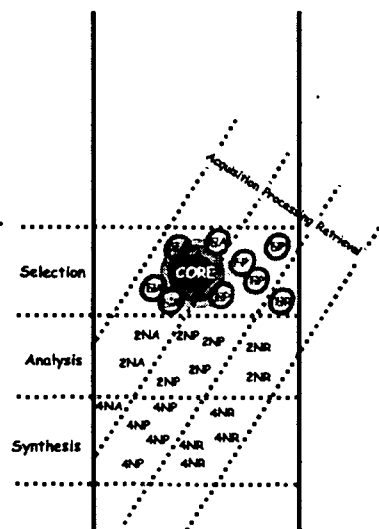 Acquisition Processing Retrieval
Selection
CORE
Analysis
2NA 2NP 2NP 2NR
2NA 2NP 2NP 2NR
4NA 4NP 4NR
Synthesis
4NP 4NP 4NR 4NR
4NP 4NR